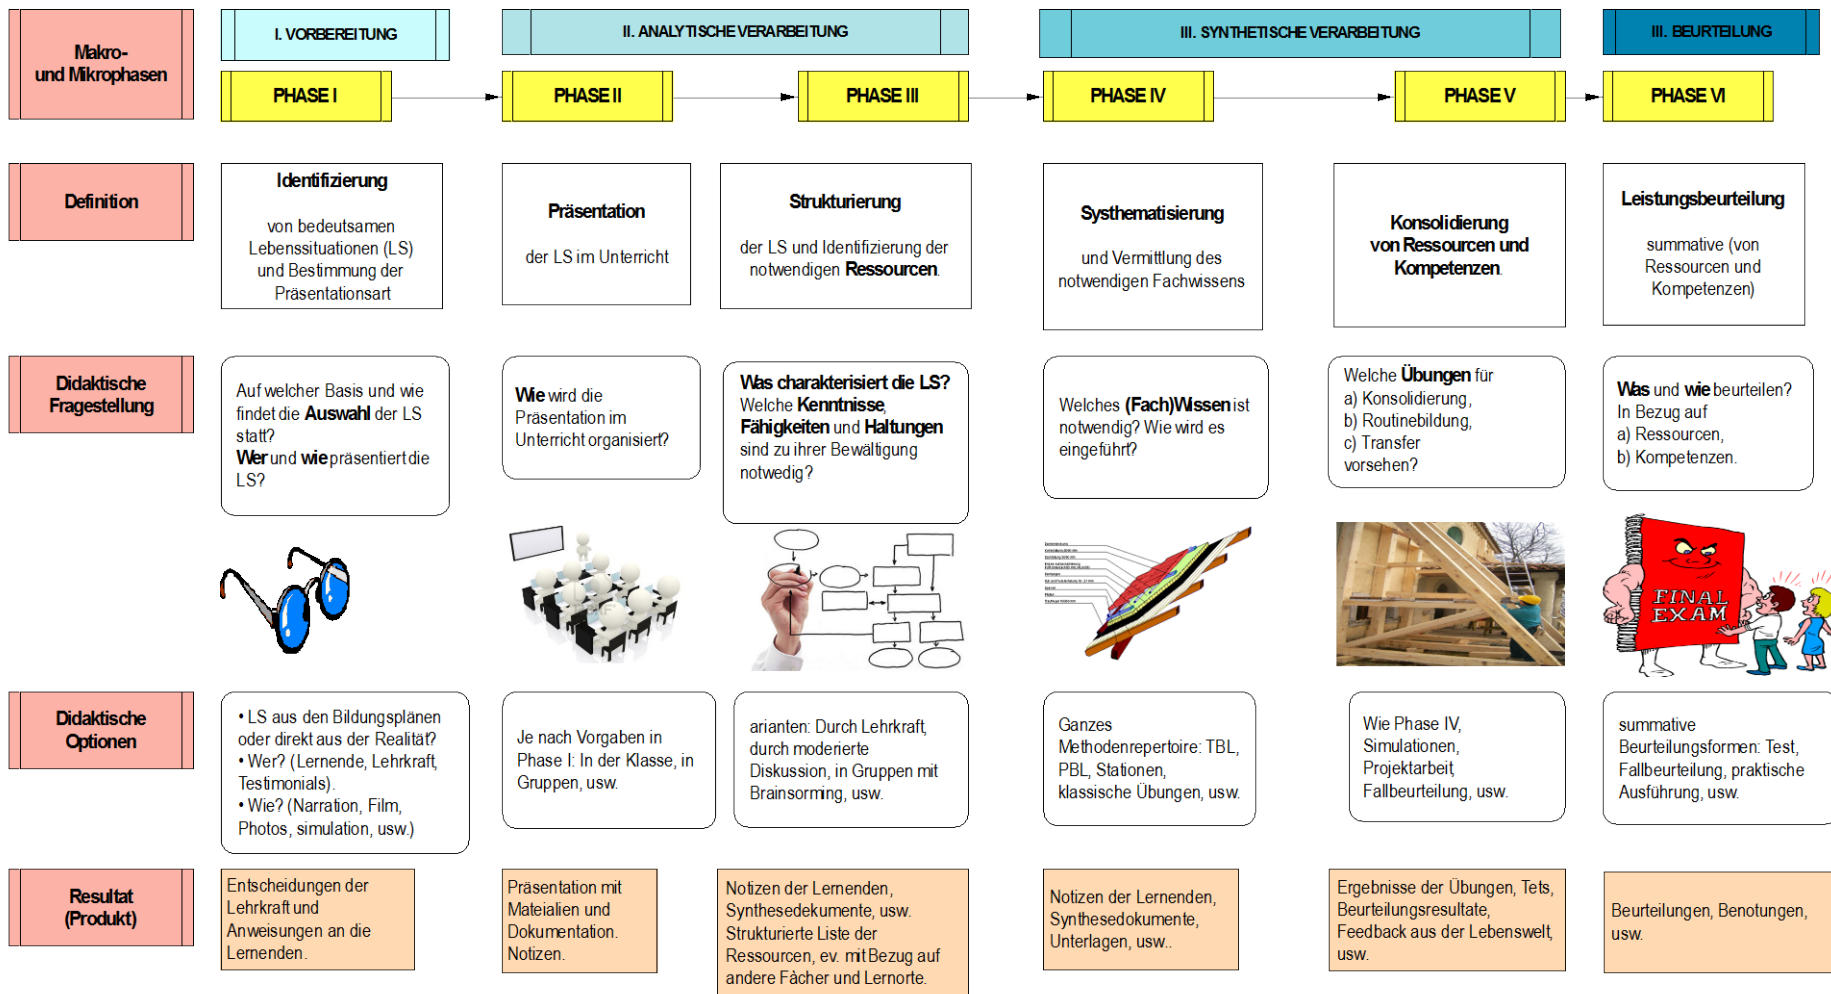 Makro-
und Mikrophasen
I. VORBEREITUNG
II. ANALYTISCHE VERARBEITUNG
III. SYNTHETISCHE VERARBEITUNG
III. BEURTEILUNG
PHASE I
PHASE II
PHASE III
PHASE IV
PHASE V
PHASE VI
Definition
Identifizierung
von bedeutsamen
Lebenssituationen (LS)
und Bestimmung der
Präsentationsart
Präsentation
der LS im Unterricht
Strukturierung
der LS und Identifizierung der
notwendigen Ressourcen.
Systhematisierung
und Vermittlung des
notwendigen Fachwissens
Konsolidierung
von Ressourcen und
Kompetenzen.
Leistungsbeurteilung
summative (von
Ressourcen und
Kompetenzen)
Didaktische
Fragestellung
Auf welcher Basis und wie
findet die Auswahl der LS
statt?
Wer und wie präsentiert die
LS?
Wie wird die
Präsentation im
Unterricht organisiert?
Was charakterisiert die LS?
Welche Kenntnisse,
Fähigkeiten und Haltungen
sind zu ihrer Bewältigung
notwedig?
Welches (Fach)Wissen ist
notwendig? Wie wird es
eingeführt?
Welche Übungen für
a) Konsolidierung,
b) Routinebildung,
c) Transfer
vorsehen?
Was und wie beurteilen?
In Bezug auf
a) Ressourcen,
b) Kompetenzen.
FINAL
EXAM
Didaktische
Optionen
• LS aus den Bildungsplänen
oder direkt aus der Realität?
• Wer? (Lernende, Lehrkraft,
Testimonials).
• Wie? (Narration, Film,
Photos, simulation, usw.)
Je nach Vorgaben in
Phase I: In der Klasse, in
Gruppen, usw.
arianten: Durch Lehrkraft,
durch moderierte
Diskussion, in Gruppen mit
Brainsorming, usw.
Ganzes
Methodenrepertoire: TBL,
PBL, Stationen,
klassische Übungen, usw.
Wie Phase IV,
Simulationen,
Projektarbeit,
Fallbeurteilung, usw.
summative
Beurteilungsformen: Test,
Fallbeurteilung, praktische
Ausführung, usw.
Resultat
(Produkt)
Entscheidungen der
Lehrkraft und
Anweisungen an die
Lernenden.
Präsentation mit
Mateialien und
Dokumentation.
Notizen.
Notizen der Lernenden,
Synthesedekumente, usw.
Strukturierte Liste der
Ressourcen, ev. mit Bezug auf
andere Fàcher und Lernorte.
Notizen der Lernenden,
Synthesedokumente,
Unterlagen, usw..
Ergebnisse der Übungen, Tets,
Beurteilungsresultate,
Feedback aus der Lebenswelt,
usw.
Beurteilungen, Benotungen,
usw.